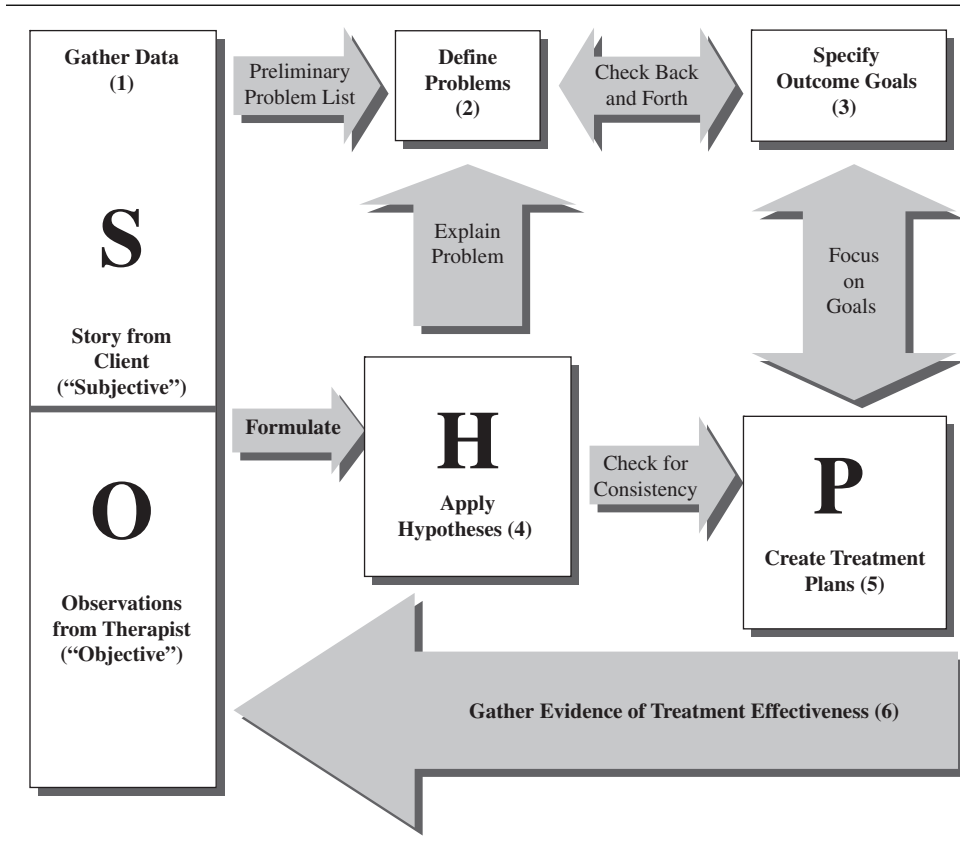 Gather Data
(1)
S
Story from
Client
(“Subjective”)
O
Observations
from Therapist
(“Objective”)
Preliminary
Problem List
Define
Problems
(2)
Check Back
and Forth
Specify
Outcome Goals
(3)
Explain
Problem
Focus
on
Goals
Formulate
H
Apply
Hypotheses (4)
Check for
Consistency
P
Create Treatment
Plans (5)
Gather Evidence of Treatment Effectiveness (6)